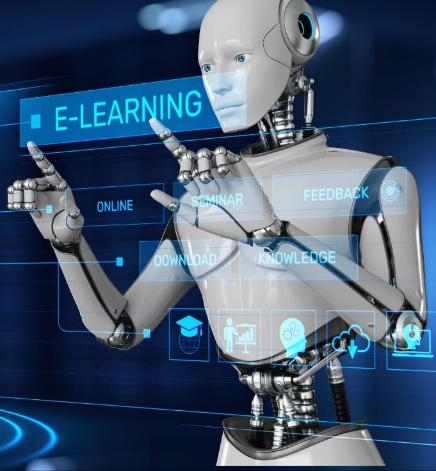 E-LEARNING
ONLINE SEMINAR FEEDBACK
DOWNLOAD KNOWLEDGE